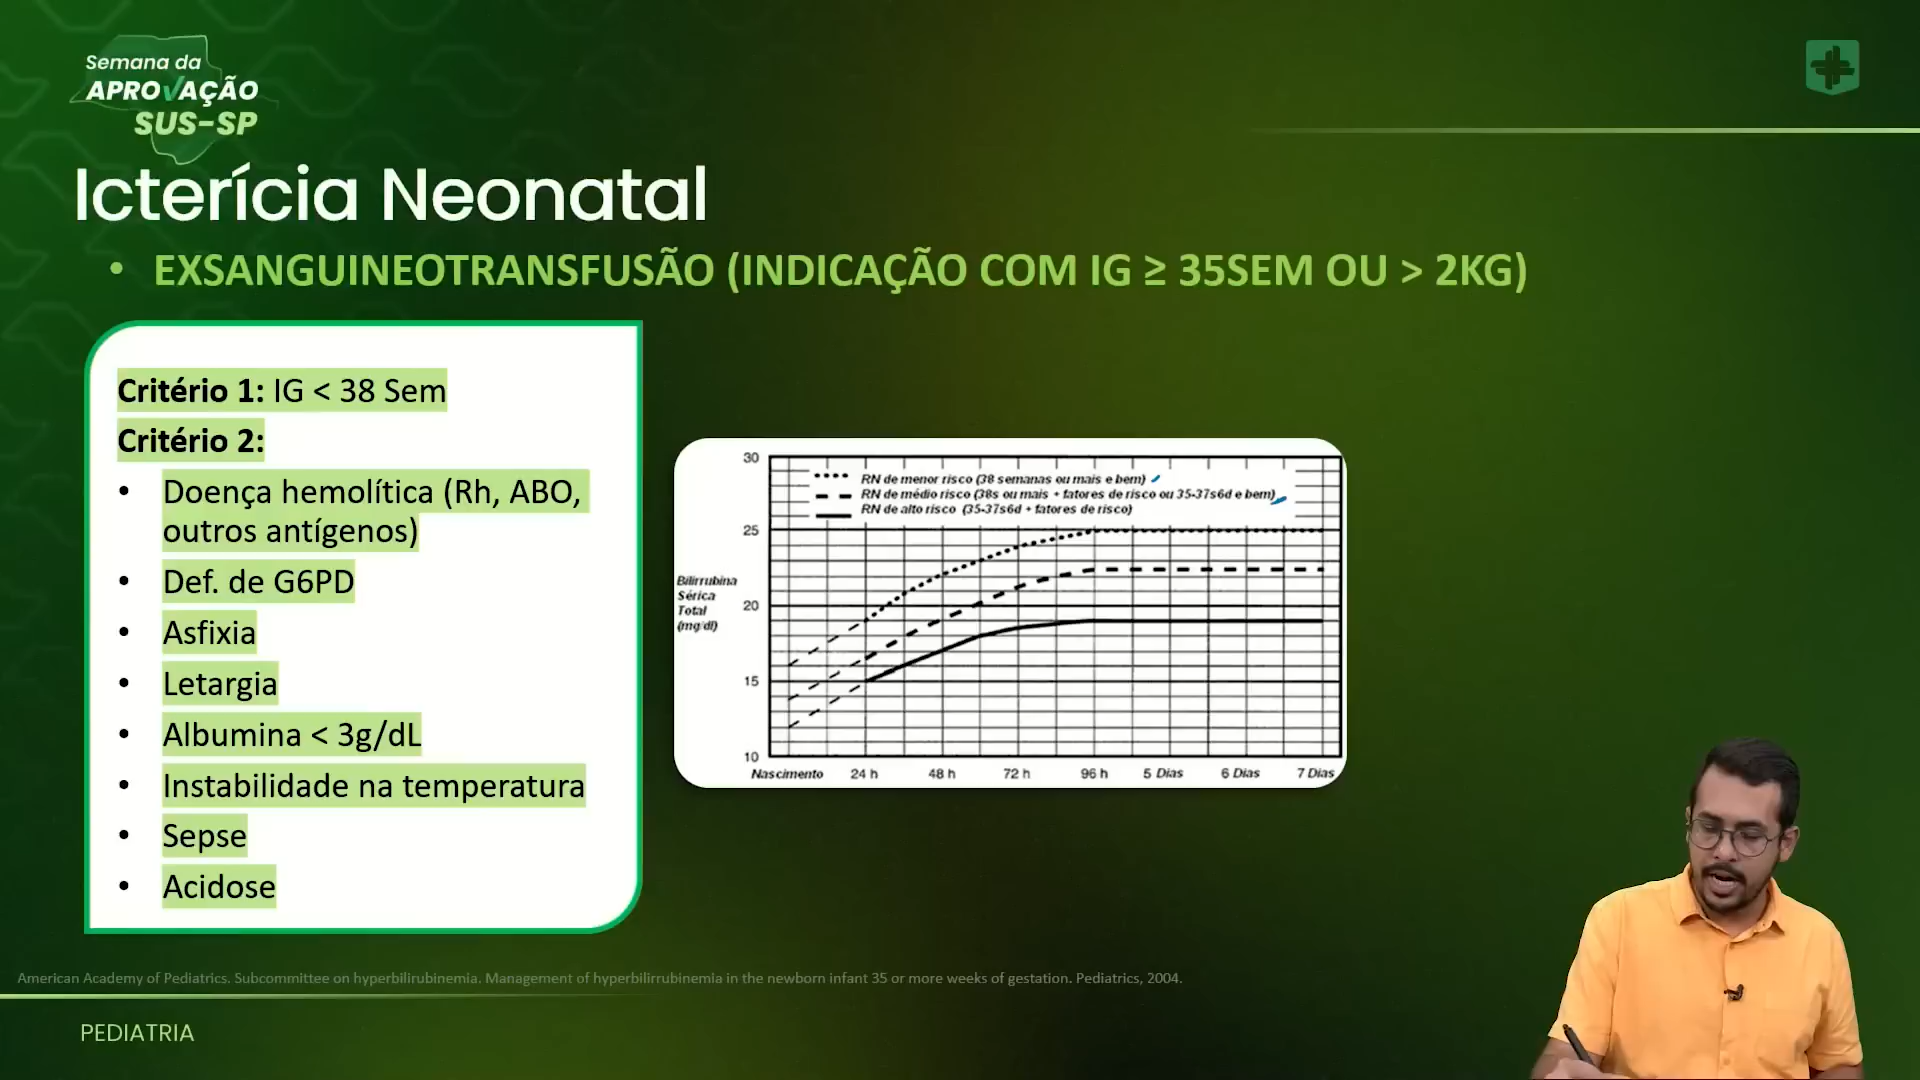 Semana da
APROVAÇÃO
SUS-SP
Icterícia Neonatal
• EXSANGUINEOTRANSFUSÃO (INDICAÇÃO COM IG ≥ 35SEM OU > 2KG)
Critério 1: IG < 38 Sem
Critério 2:
• Doença hemolítica (Rh, ABO,
outros antígenos)
• Def. de G6PD
• Asfixia
• Letargia
• Albumina < 3g/dL
• Instabilidade na temperatura
• Sepse
• Acidose
RN de menor risco (38 semanas ou mais e bem)
RN de médio risco (38s ou mais + fatores de risco ou 35-37s6d e bem)
RN de alto risco (35-37s6d + fatores de risco)
30
25
20
15
10
Bilirrubina
Sérica
Total
(mg/dl)
Nascimento 24 h 48 h 72 h 96 h 5 Dias 6 Dias 7 Dias
American Academy of Pediatrics. Subcommittee on hyperbilirubinemia. Management of hyperbilirrubinemia in the newborn infant 35 or more weeks of gestation. Pediatrics, 2004.
PEDIATRIA